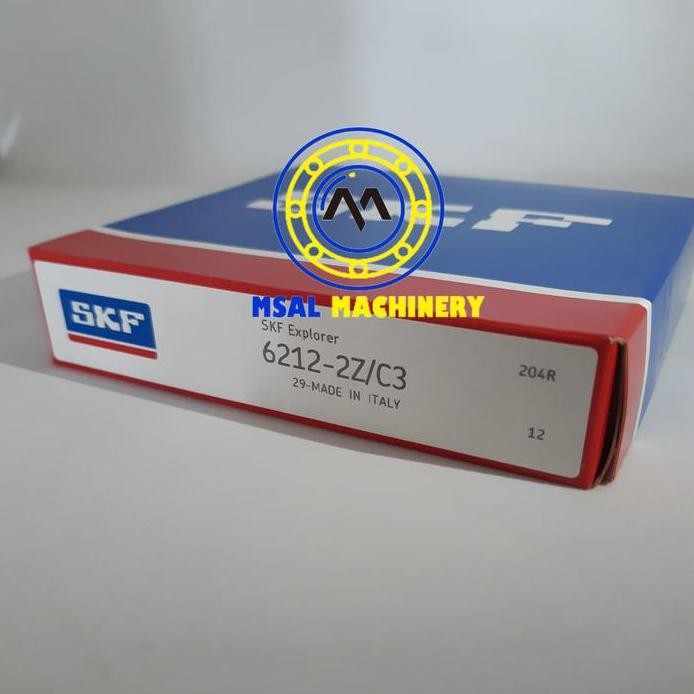 SKF
MSAL MACHINERY
SKF
SKF Explorer
6212-2Z/C3
29-MADE IN ITALY
204R
12